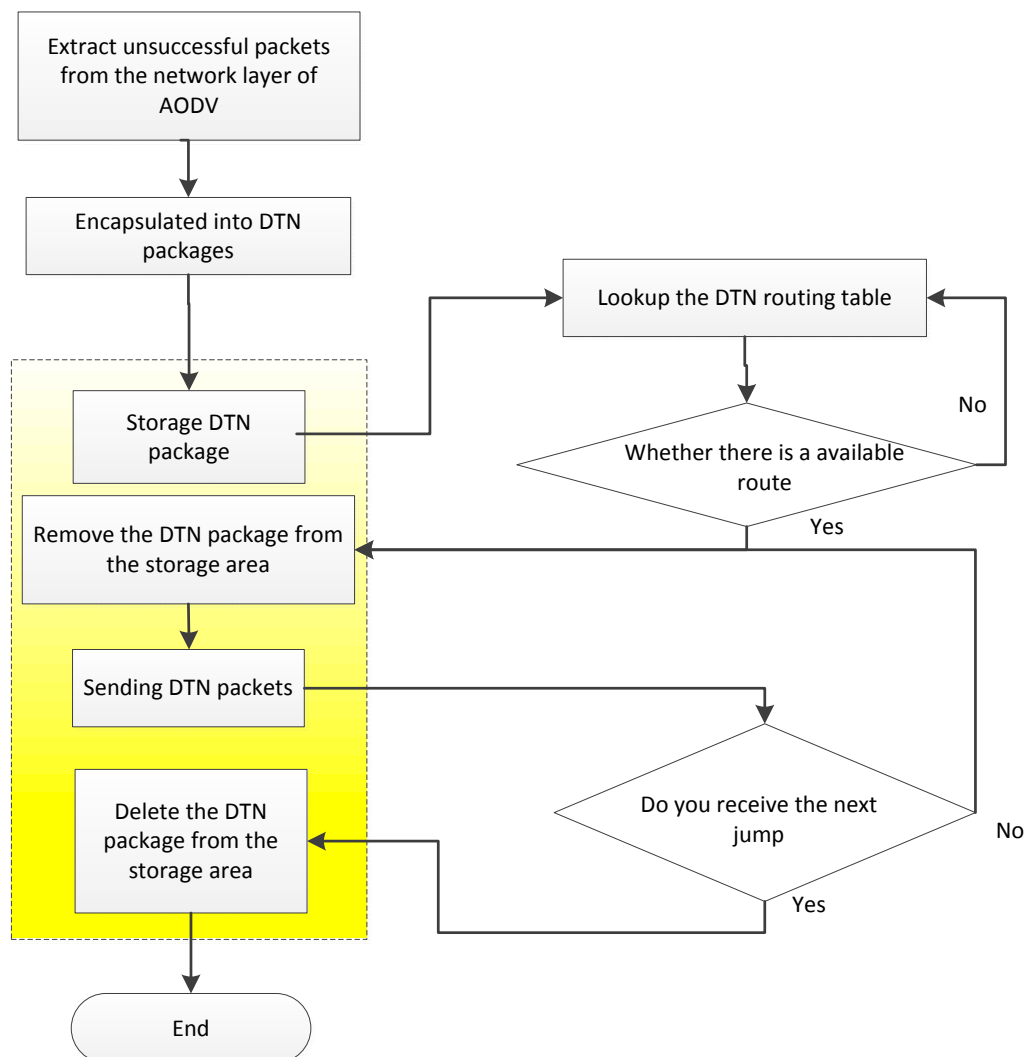 Extract unsuccessful packets
from the network layer of
AODV
Encapsulated into DTN
packages
Lookup the DTN routing table
Storage DTN
package
No
Whether there is a available
route
Yes
Remove the DTN package from
the storage area
Sending DTN packets
Do you receive the next
jump
No
Yes
Delete the DTN
package from the
storage area
End